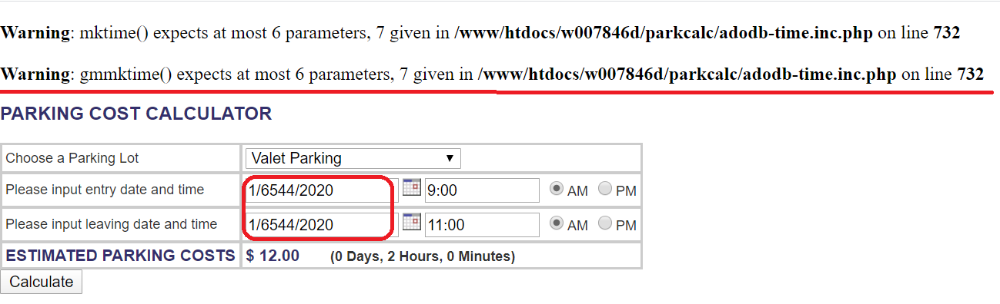 Warning: mktime() expects at most 6 parameters, 7 given in /www/htdocs/w007846d/parkcalc/adodb-time.inc.php on line 732
Warning: gmmktime() expects at most 6 parameters, 7 given in /www/htdocs/w007846d/parkcalc/adodb-time.inc.php on line 732
PARKING COST CALCULATOR
Choose a Parking Lot Valet Parking
Please input entry date and time 1/6544/2020 9:00 AM PM
Please input leaving date and time 1/6544/2020 11:00 AM PM
ESTIMATED PARKING COSTS $ 12.00 (0 Days, 2 Hours, 0 Minutes)
Calculate